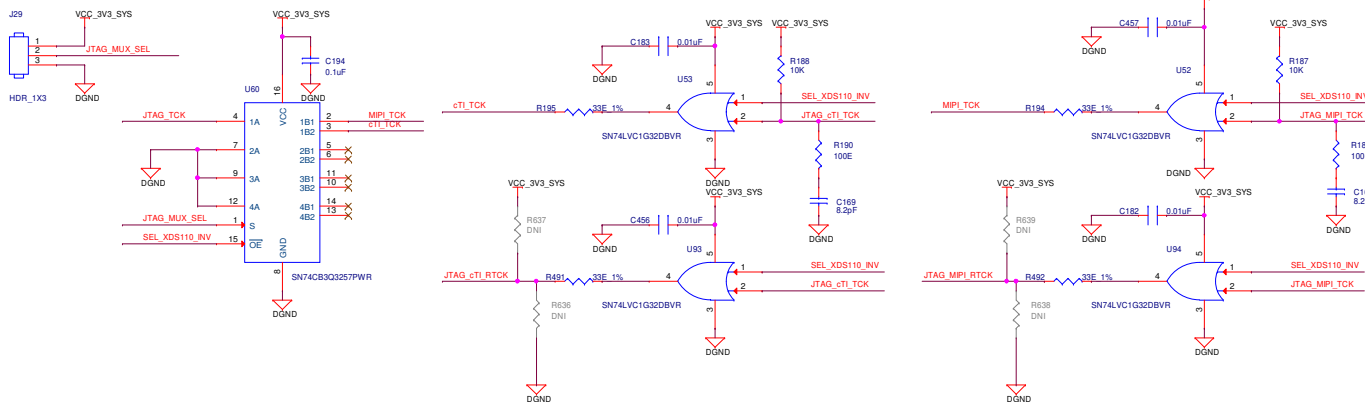 J29
VCC_3V3_SYS
1
2
3
JTAG_MUX_SEL
DGND
HDR_1X3
VCC_3V3_SYS
C194
0.1uF
DGND
U60
16
VCC
JTAG_TCK
4
1A
1B1
2
MIPI_TCK
1B2
3
cTI_TCK
7
2A
2B1
5
2B2
6
DGND
9
3A
3B1
11
3B2
10
12
4A
4B1
14
4B2
13
JTAG_MUX_SEL
1
S
SEL_XDS110_INV
15
OE
GND
8
SN74CB3Q3257PWR
DGND
VCC_3V3_SYS
VCC_3V3_SYS
C183
0.01uF
DGND
R188
10K
U53
5
cTI_TCK
R195
33E_1%
4
1
SEL_XDS110_INV
2
JTAG_cTI_TCK
SN74LVC1G32DBVR
3
DGND
R190
100E
C169
8.2pF
DGND
VCC_3V3_SYS
VCC_3V3_SYS
R637
DNI
C456
0.01uF
DGND
U93
5
JTAG_cTI_RTCK
R491
33E_1%
4
1
SEL_XDS110_INV
2
JTAG_cTI_TCK
SN74LVC1G32DBVR
3
DGND
R636
DNI
DGND
C457
0.01uF
DGND
VCC_3V3_SYS
R187
10K
U52
5
MIPI_TCK
R194
33E_1%
4
1
SEL_XDS110_INV
2
JTAG_MIPI_TCK
SN74LVC1G32DBVR
3
DGND
R18
100
C16
8.2
DGND
VCC_3V3_SYS
VCC_3V3_SYS
R639
DNI
C182
0.01uF
DGND
U94
5
JTAG_MIPI_RTCK
R492
33E_1%
4
1
SEL_XDS110_INV
2
JTAG_MIPI_TCK
SN74LVC1G32DBVR
3
DGND
R638
DNI
DGND